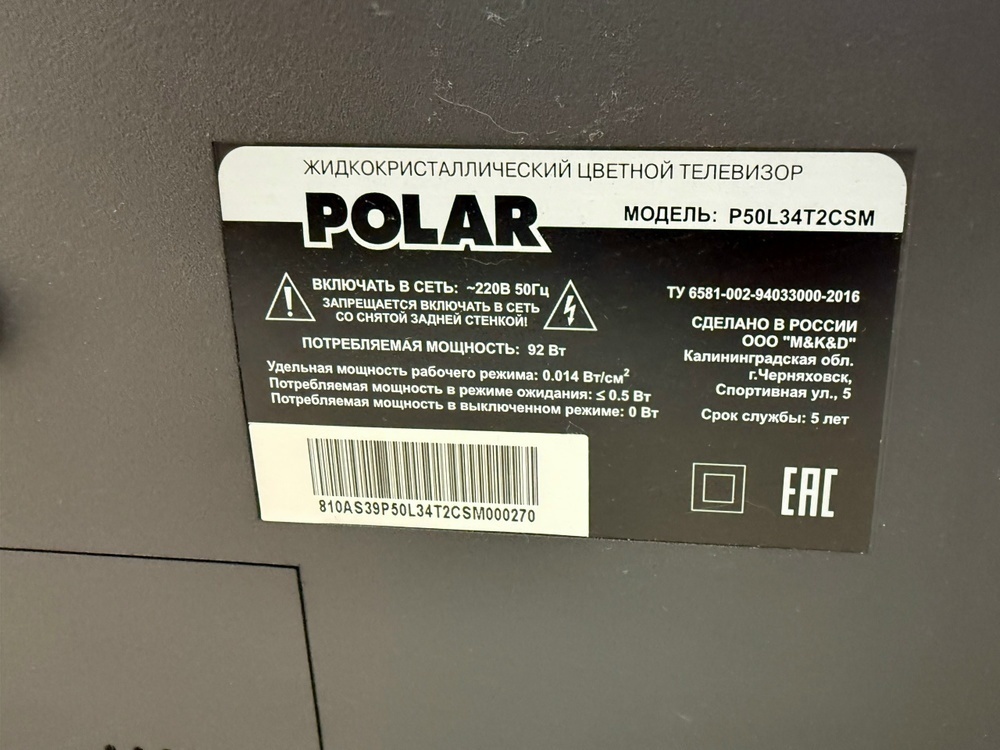 ЖИДКОКРИСТАЛЛИЧЕСКИЙ ЦВЕТНОЙ ТЕЛЕВИЗОР
POLAR
МОДЕЛЬ: P50L34T2CSM
ВКЛЮЧАТЬ В СЕТЬ: ~220В 50Гц
ЗАПРЕЩАЕТСЯ ВКЛЮЧАТЬ В СЕТЬ
СО СНЯТОЙ ЗАДНЕЙ СТЕНКОЙ!
ПОТРЕБЛЯЕМАЯ МОЩНОСТЬ: 92 Вт
Удельная мощность рабочего режима: 0.014 Вт/см²
Потребляемая мощность в режиме ожидания: ≤ 0.5 Вт
Потребляемая мощность в выключенном режиме: 0 Вт
ТУ 6581-002-94033000-2016
СДЕЛАНО В РОССИИ
ООО "M&K&D"
Калининградская обл.
г.Черняховск,
Спортивная ул., 5
Срок службы: 5 лет
810AS39P50L34T2CSM000270
EAC